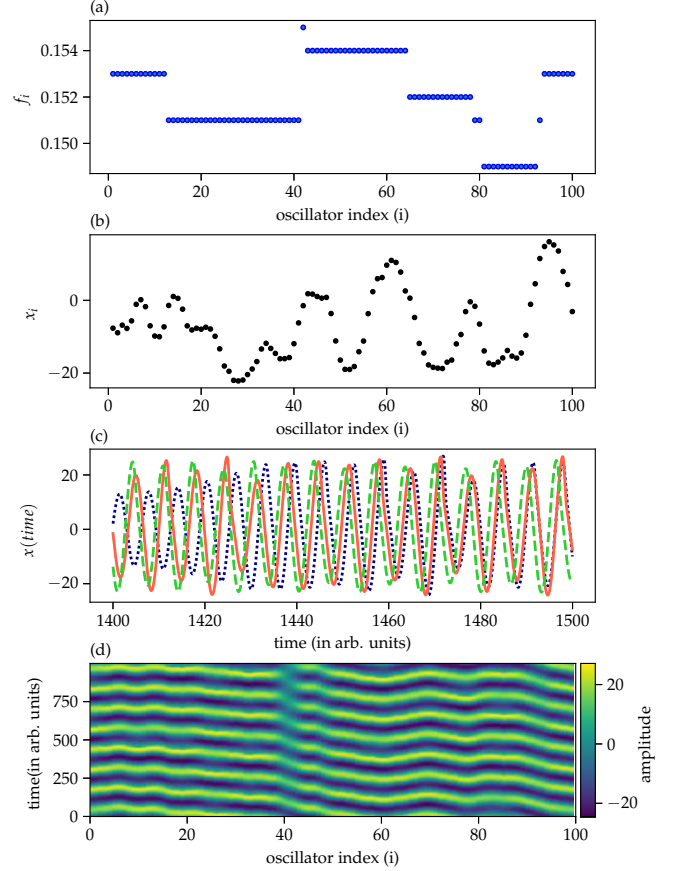 (a)
0.154
0.152
0.150
f_i
0 20 40 60 80 100
oscillator index (i)
(b)
0
−20
x_i
0 20 40 60 80 100
oscillator index (i)
(c)
20
0
−20
x(time)
1400 1420 1440 1460 1480 1500
time (in arb. units)
(d)
750
500
250
0
time(in arb. units)
0 20 40 60 80 100
oscillator index (i)
20
0
−20
amplitude